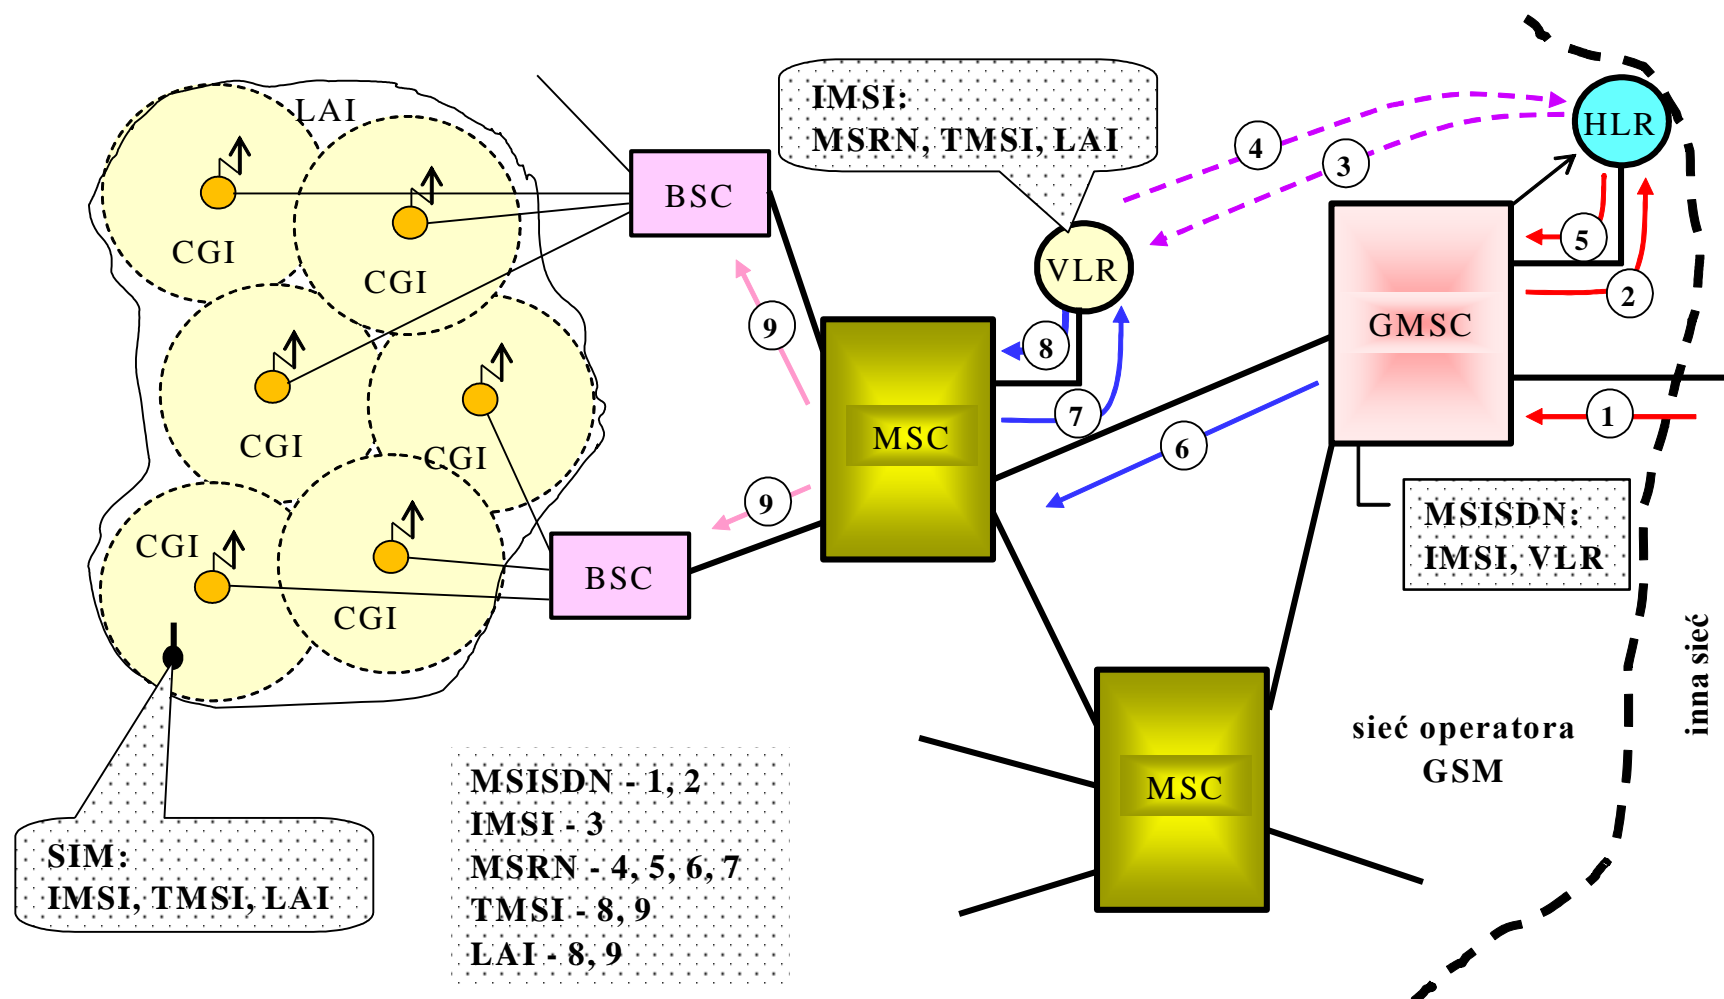 LAI
CGI
CGI
CGI
CGI
CGI
CGI
BSC
BSC
IMSI:
MSRN, TMSI, LAI
VLR
HLR
4
3
5
2
GMSC
1
9
8
7
6
9
MSC
MSISDN:
IMSI, VLR
MSC
sieć operatora
GSM
inna sieć
SIM:
IMSI, TMSI, LAI
MSISDN - 1, 2
IMSI - 3
MSRN - 4, 5, 6, 7
TMSI - 8, 9
LAI - 8, 9